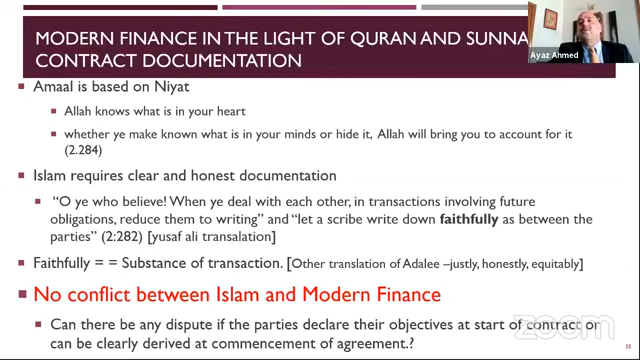 MODERN FINANCE IN THE LIGHT OF QURAN AND SUNNA
CONTRACT DOCUMENTATION
Ayaz Ahmed
Amaal is based on Niyat
Allah knows what is in your heart
whether ye make known what is in your minds or hide it, Allah will bring you to account for it
(2.284)
Islam requires clear and honest documentation
“O ye who believe! When ye deal with each other, in transactions involving future
obligations, reduce them to writing” and “let a scribe write down faithfully as between the
parties” (2:282) [yusaf ali transalation]
Faithfully = = Substance of transaction. [Other translation of Adalee –justly, honestly, equitably]
No conflict between Islam and Modern Finance
Can there be any dispute if the parties declare their objectives at start of contract or
can be clearly derived at commencement of agreement.?
zoom
35